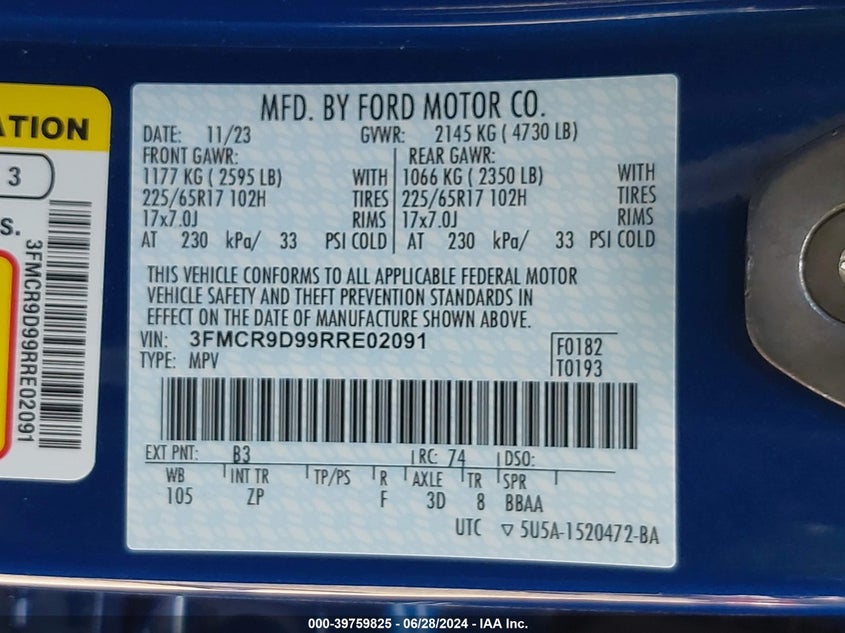 ATION
3
S.
3FMCR9D99RRE02091
MFD. BY FORD MOTOR CO.
DATE: 11/23 GVWR: 2145 KG ( 4730 LB)
FRONT GAWR: REAR GAWR:
1177 KG ( 2595 LB) WITH 1066 KG ( 2350 LB) WITH
225/65R17 102H TIRES 225/65R17 102H TIRES
17x7.0J RIMS 17x7.0J RIMS
AT 230 kPa/ 33 PSI COLD AT 230 kPa/ 33 PSI COLD
THIS VEHICLE CONFORMS TO ALL APPLICABLE FEDERAL MOTOR
VEHICLE SAFETY AND THEFT PREVENTION STANDARDS IN
EFFECT ON THE DATE OF MANUFACTURE SHOWN ABOVE.
VIN: 3FMCR9D99RRE02091 F0182
TYPE: MPV T0193
EXT PNT: B3 RC: 74 DSO:
WB INT TR TP/PS R AXLE TR SPR
105 ZP F 3D 8 BBAA
UTC ▽ 5U5A-1520472-BA
000-39759825 - 06/28/2024 - IAA Inc.